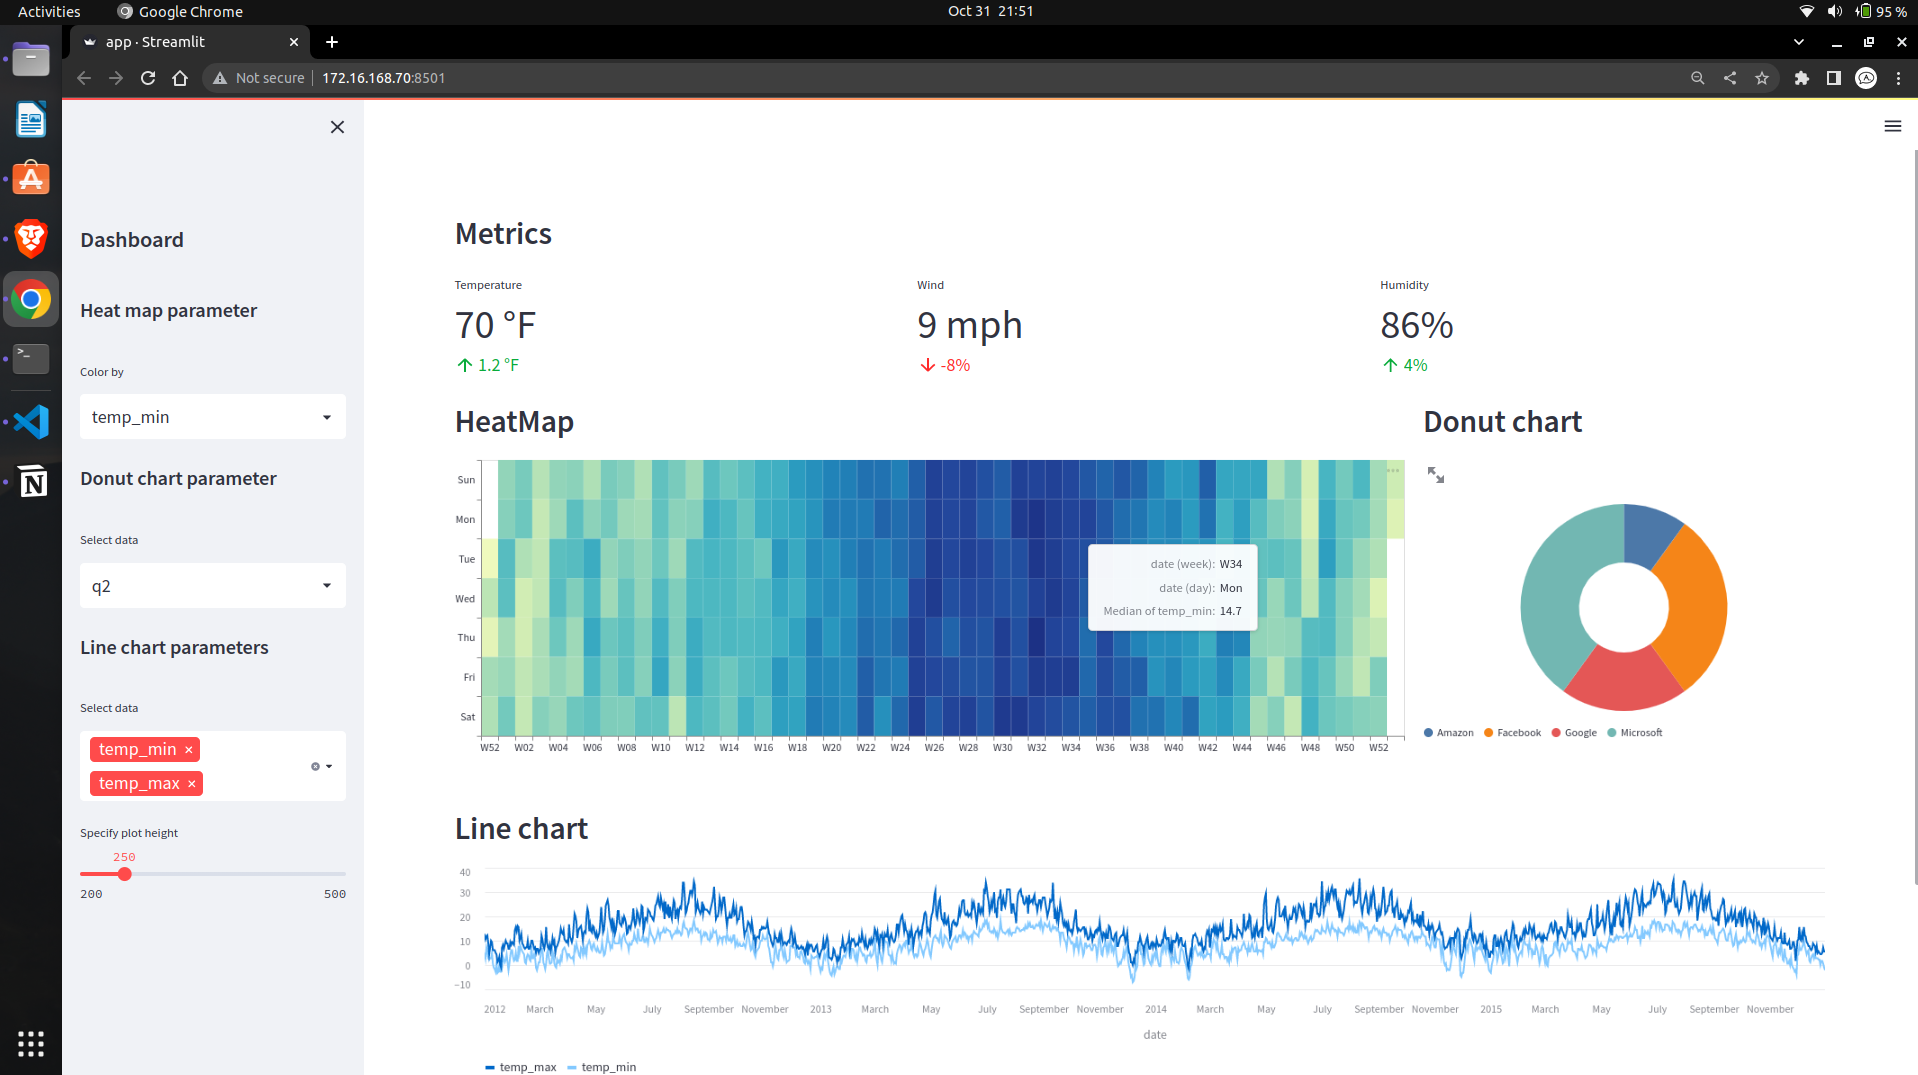 Activities Google Chrome Oct 31 21:51 95 %
app · Streamlit
Not secure 172.16.168.70:8501
Dashboard
Heat map parameter
Color by
temp_min
Donut chart parameter
Select data
q2
Line chart parameters
Select data
temp_min
temp_max
Specify plot height
250
200 500
Metrics
Temperature Wind Humidity
70 °F 9 mph 86%
1.2 °F -8% 4%
HeatMap
Sun
Mon
Tue
Wed
Thu
Fri
Sat
W52 W02 W04 W06 W08 W10 W12 W14 W16 W18 W20 W22 W24 W26 W28 W30 W32 W34 W36 W38 W40 W42 W44 W46 W48 W50 W52
date (week): W34
date (day): Mon
Median of temp_min: 14.7
Donut chart
Amazon Facebook Google Microsoft
Line chart
40
30
20
10
0
−10
2012 March May July September November 2013 March May July September November 2014 March May July September November 2015 March May July September November
date
temp_max temp_min